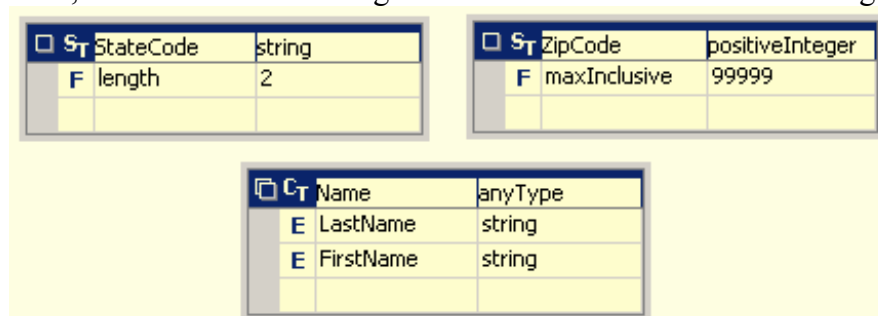 ST StateCode string
F length 2
ST ZipCode positiveInteger
F maxInclusive 99999
CT Name anyType
E LastName string
E FirstName string